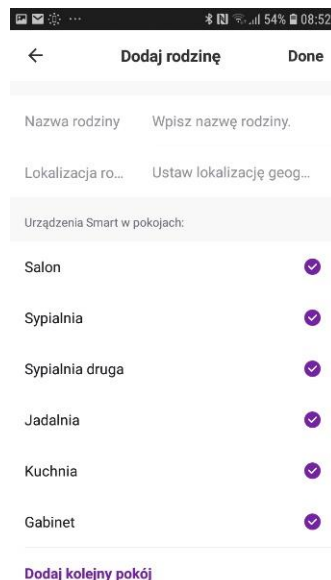 54% 08:52
Dodaj rodzinę Done
Nazwa rodziny Wpisz nazwę rodziny.
Lokalizacja ro... Ustaw lokalizację geog...
Urządzenia Smart w pokojach:
Salon
Sypialnia
Sypialnia druga
Jadalnia
Kuchnia
Gabinet
Dodaj kolejny pokój